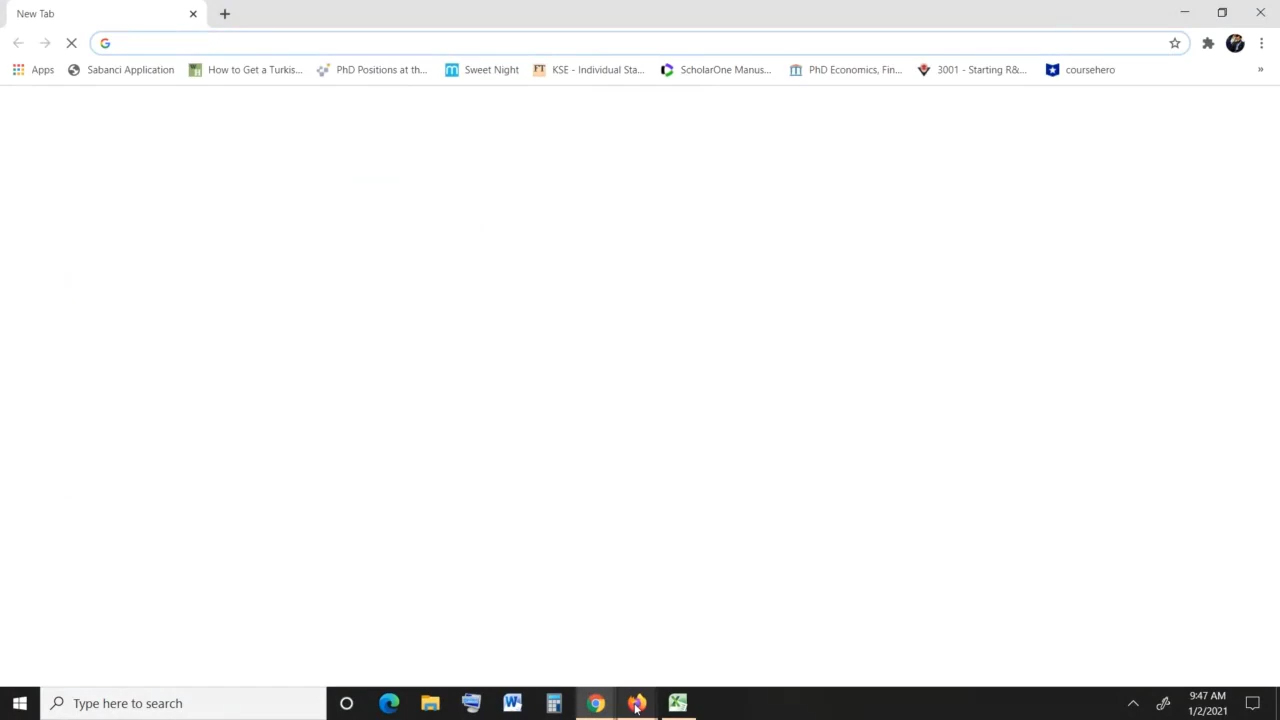 New Tab
Apps
Sabanci Application
How to Get a Turkis...
PhD Positions at th...
Sweet Night
KSE - Individual Sta...
ScholarOne Manus...
PhD Economics, Fin...
3001 - Starting R&...
coursehero
»
Type here to search
9:47 AM
1/2/2021